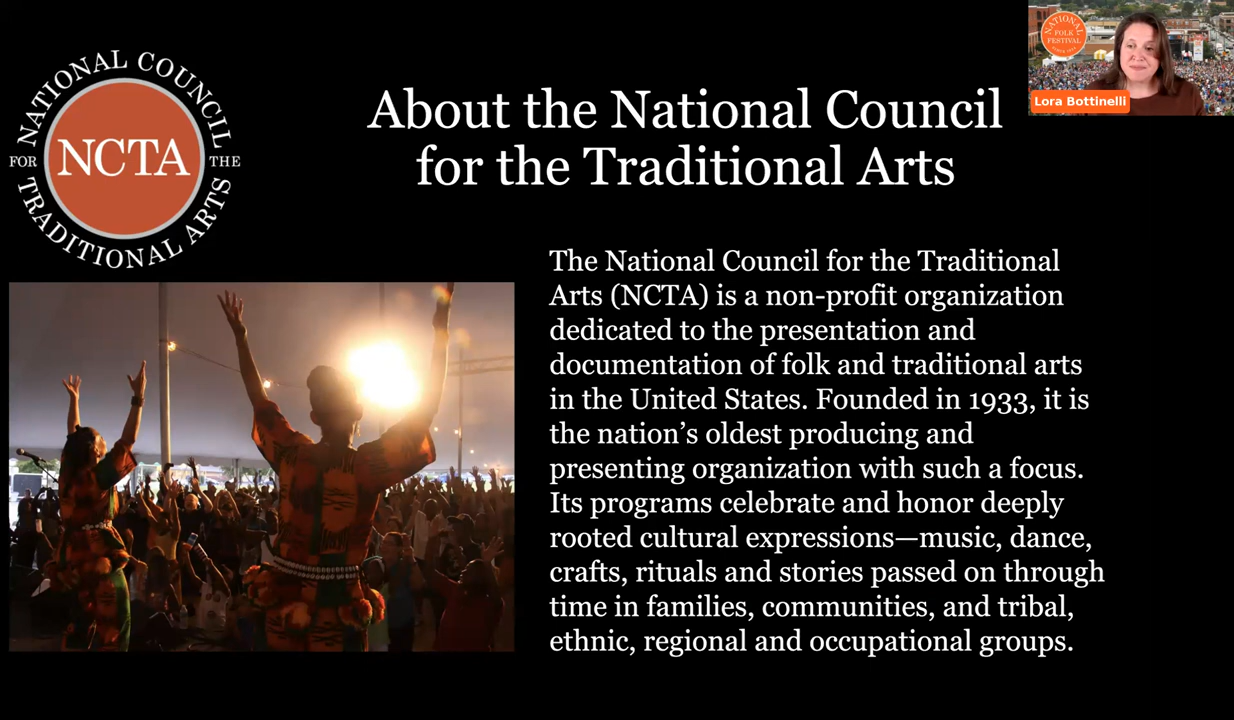 NATIONAL COUNCIL
FOR THE
TRADITIONAL ARTS
NCTA
About the National Council
for the Traditional Arts
NATIONAL
FOLK
FESTIVAL
Lora Bottinelli
The National Council for the Traditional
Arts (NCTA) is a non-profit organization
dedicated to the presentation and
documentation of folk and traditional arts
in the United States. Founded in 1933, it is
the nation’s oldest producing and
presenting organization with such a focus.
Its programs celebrate and honor deeply
rooted cultural expressions—music, dance,
crafts, rituals and stories passed on through
time in families, communities, and tribal,
ethnic, regional and occupational groups.